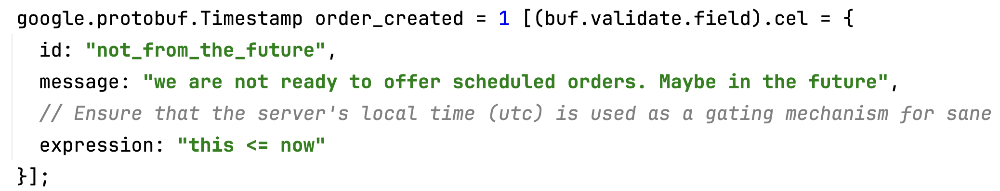 google.protobuf.Timestamp order_created = 1 [(buf.validate.field).cel = {
  id: "not_from_the_future",
  message: "we are not ready to offer scheduled orders. Maybe in the future",
  // Ensure that the server's local time (utc) is used as a gating mechanism for sane
  expression: "this <= now"
}];